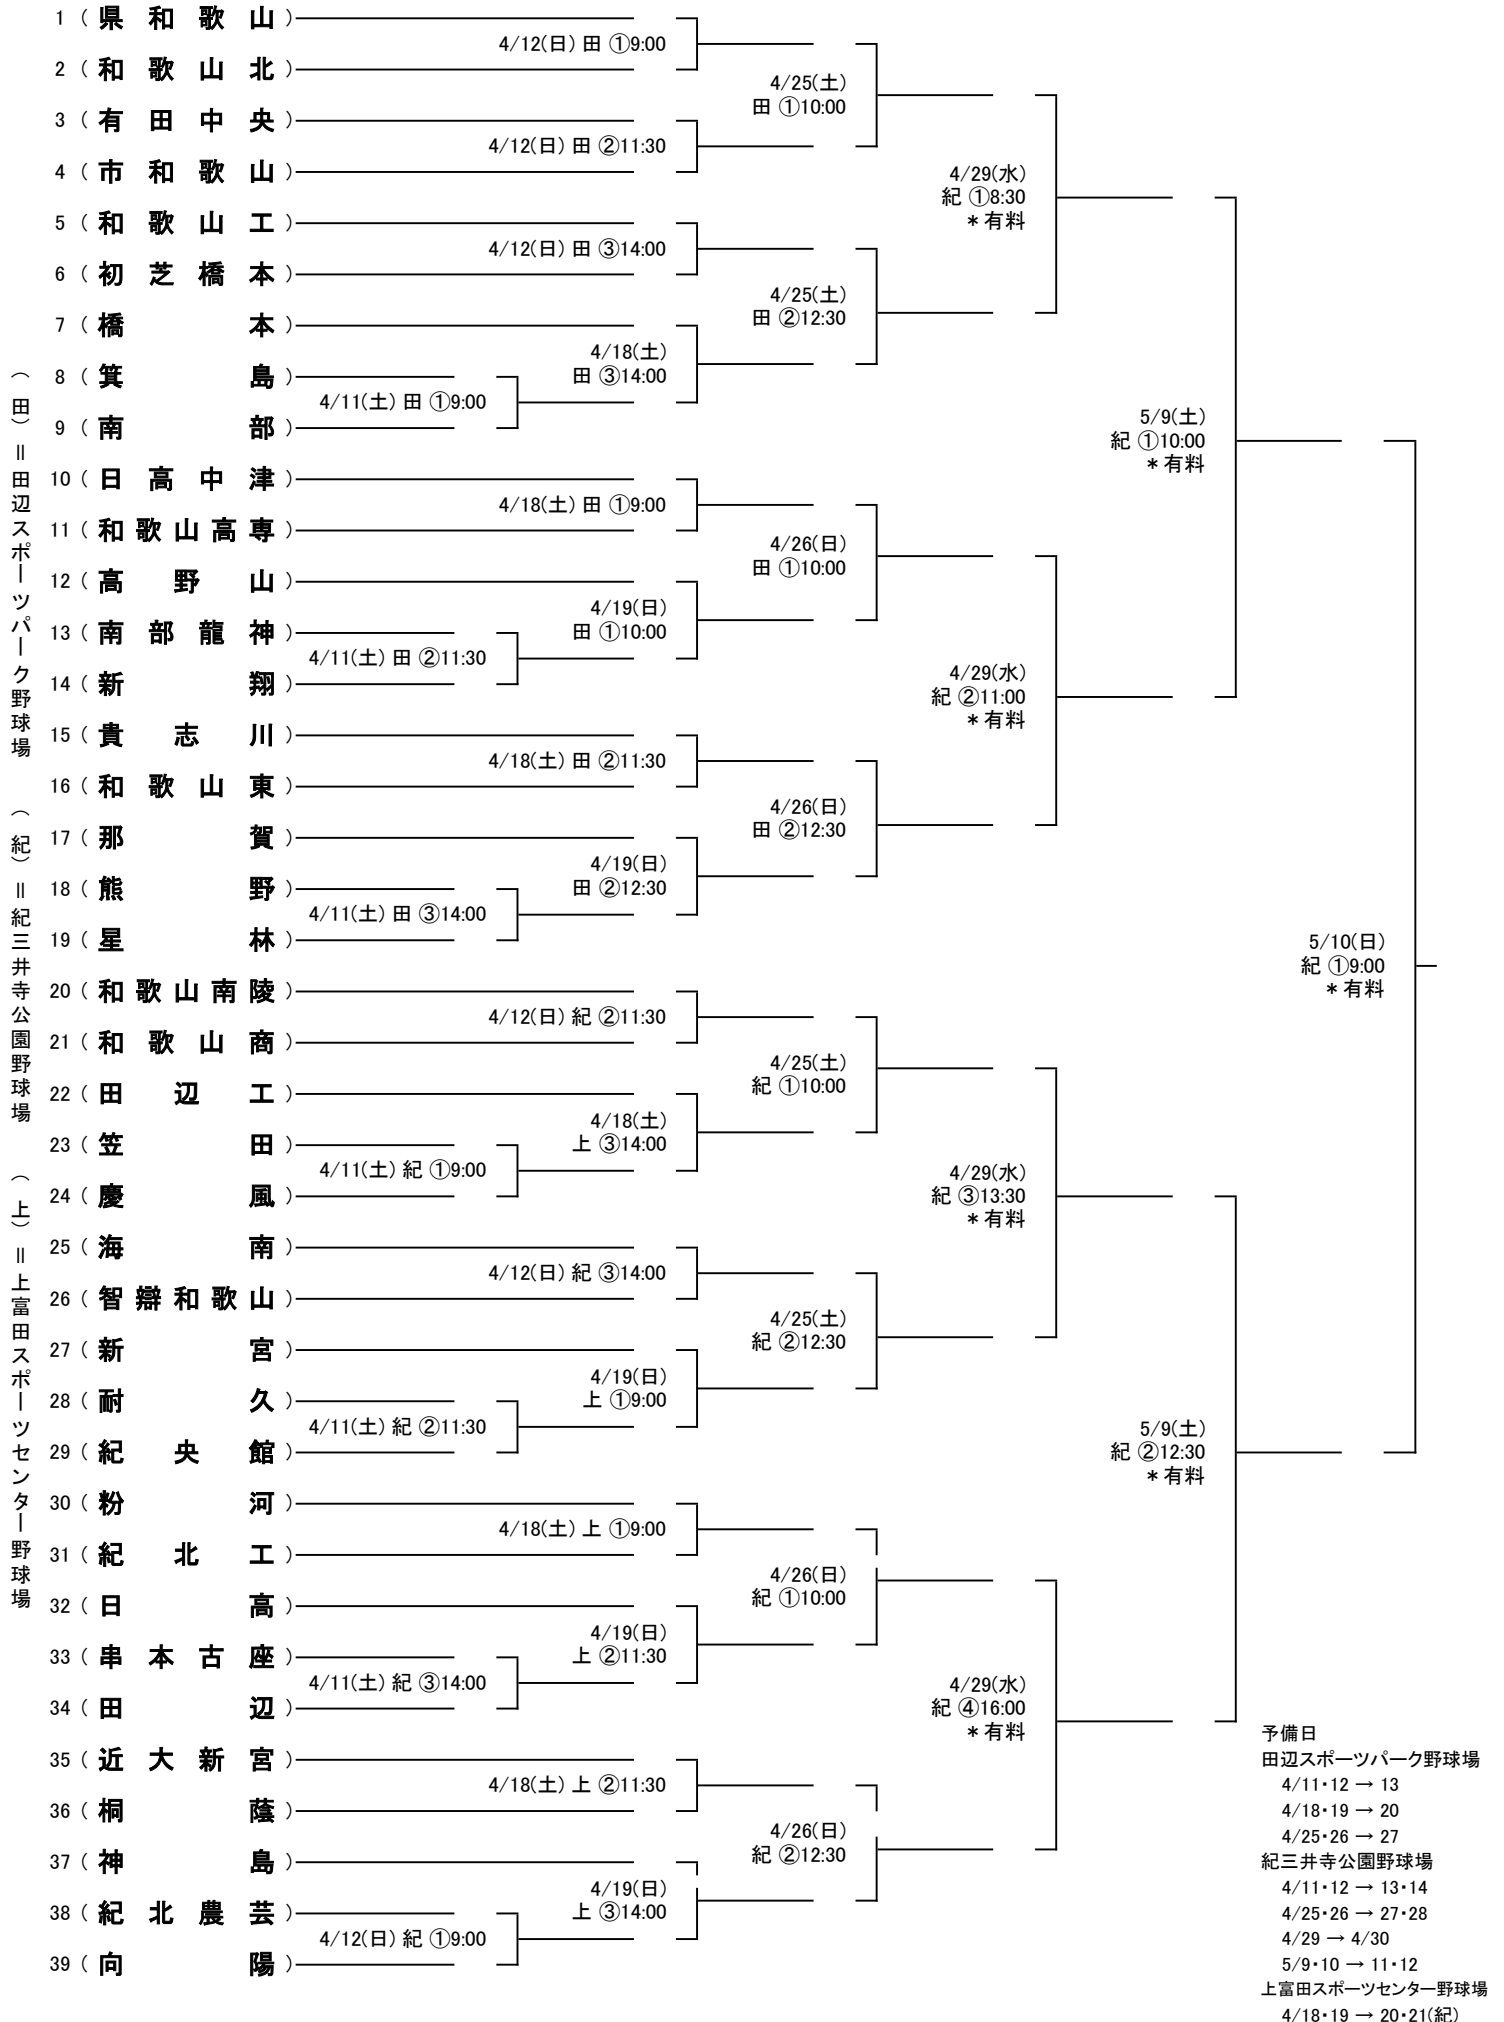 1 ( 県和歌山 )
4/12(日) 田 ①9:00
2 ( 和歌山北 )
4/25(土)
田 ①10:00
3 ( 有田中央 )
4/12(日) 田 ②11:30
4 ( 市和歌山 )
4/29(水)
紀 ①8:30
*有料
5 ( 和歌山工 )
4/12(日) 田 ③14:00
6 ( 初芝橋本 )
4/25(土)
田 ②12:30
7 ( 橋本 )
4/18(土)
田 ③14:00
8 ( 箕島 )
4/11(土) 田 ①9:00
9 ( 南部 )
5/9(土)
紀 ①10:00
*有料
10 ( 日高中津 )
4/18(土) 田 ①9:00
11 ( 和歌山高専 )
4/26(日)
田 ①10:00
12 ( 高野山 )
4/19(日)
田 ①10:00
13 ( 南部龍神 )
4/11(土) 田 ②11:30
14 ( 新翔 )
4/29(水)
紀 ②11:00
*有料
15 ( 貴志川 )
4/18(土) 田 ②11:30
16 ( 和歌山東 )
4/26(日)
田 ②12:30
17 ( 那賀 )
4/19(日)
田 ②12:30
18 ( 熊野 )
4/11(土) 田 ③14:00
19 ( 星林 )
5/10(日)
紀 ①9:00
*有料
20 ( 和歌山南陵 )
4/12(日) 紀 ②11:30
21 ( 和歌山商 )
4/25(土)
紀 ①10:00
22 ( 田辺工 )
4/18(土)
上 ③14:00
23 ( 笠田 )
4/11(土) 紀 ①9:00
24 ( 慶風 )
4/29(水)
紀 ③13:30
*有料
25 ( 海南 )
4/12(日) 紀 ③14:00
26 ( 智辯和歌山 )
4/25(土)
紀 ②12:30
27 ( 新宮 )
4/19(日)
上 ①9:00
28 ( 耐久 )
4/11(土) 紀 ②11:30
29 ( 紀央館 )
5/9(土)
紀 ②12:30
*有料
30 ( 粉河 )
4/18(土) 上 ①9:00
31 ( 紀北工 )
4/26(日)
紀 ①10:00
32 ( 日高 )
4/19(日)
上 ②11:30
33 ( 串本古座 )
4/11(土) 紀 ③14:00
34 ( 田辺 )
4/29(水)
紀 ④16:00
*有料
35 ( 近大新宮 )
4/18(土) 上 ②11:30
36 ( 桐蔭 )
4/26(日)
紀 ②12:30
37 ( 神島 )
4/19(日)
上 ③14:00
38 ( 紀北農芸 )
4/12(日) 紀 ①9:00
39 ( 向陽 )
(田)=田辺スポーツパーク野球場
(紀)=紀三井寺公園野球場
(上)=上富田スポーツセンター野球場
予備日
田辺スポーツパーク野球場
4/11・12 → 13
4/18・19 → 20
4/25・26 → 27
紀三井寺公園野球場
4/11・12 → 13・14
4/25・26 → 27・28
4/29 → 4/30
5/9・10 → 11・12
上富田スポーツセンター野球場
4/18・19 → 20・21(紀)